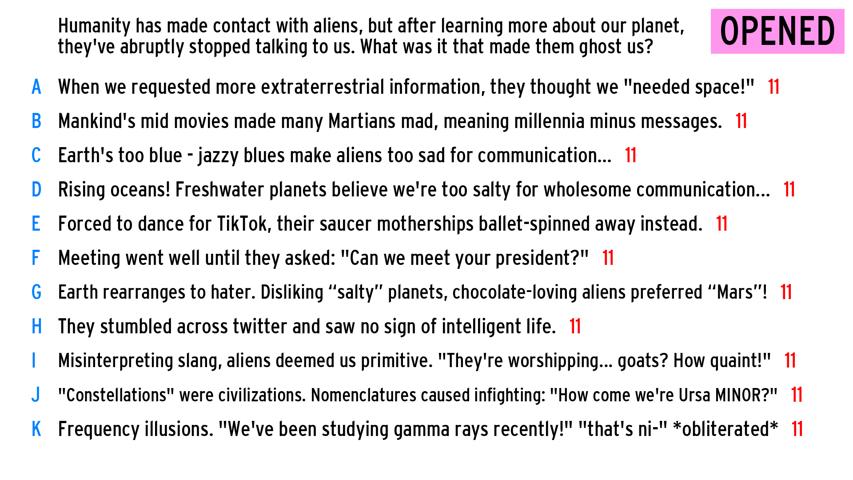 Humanity has made contact with aliens, but after learning more about our planet,
they've abruptly stopped talking to us. What was it that made them ghost us?
OPENED
A When we requested more extraterrestrial information, they thought we "needed space!" 11
B Mankind's mid movies made many Martians mad, meaning millennia minus messages. 11
C Earth's too blue - jazzy blues make aliens too sad for communication... 11
D Rising oceans! Freshwater planets believe we're too salty for wholesome communication... 11
E Forced to dance for TikTok, their saucer motherships ballet-spinned away instead. 11
F Meeting went well until they asked: "Can we meet your president?" 11
G Earth rearranges to hater. Disliking “salty” planets, chocolate-loving aliens preferred “Mars”! 11
H They stumbled across twitter and saw no sign of intelligent life. 11
I Misinterpreting slang, aliens deemed us primitive. "They're worshipping... goats? How quaint!" 11
J "Constellations" were civilizations. Nomenclatures caused infighting: "How come we're Ursa MINOR?" 11
K Frequency illusions. "We've been studying gamma rays recently!" "that's ni-" *obliterated* 11